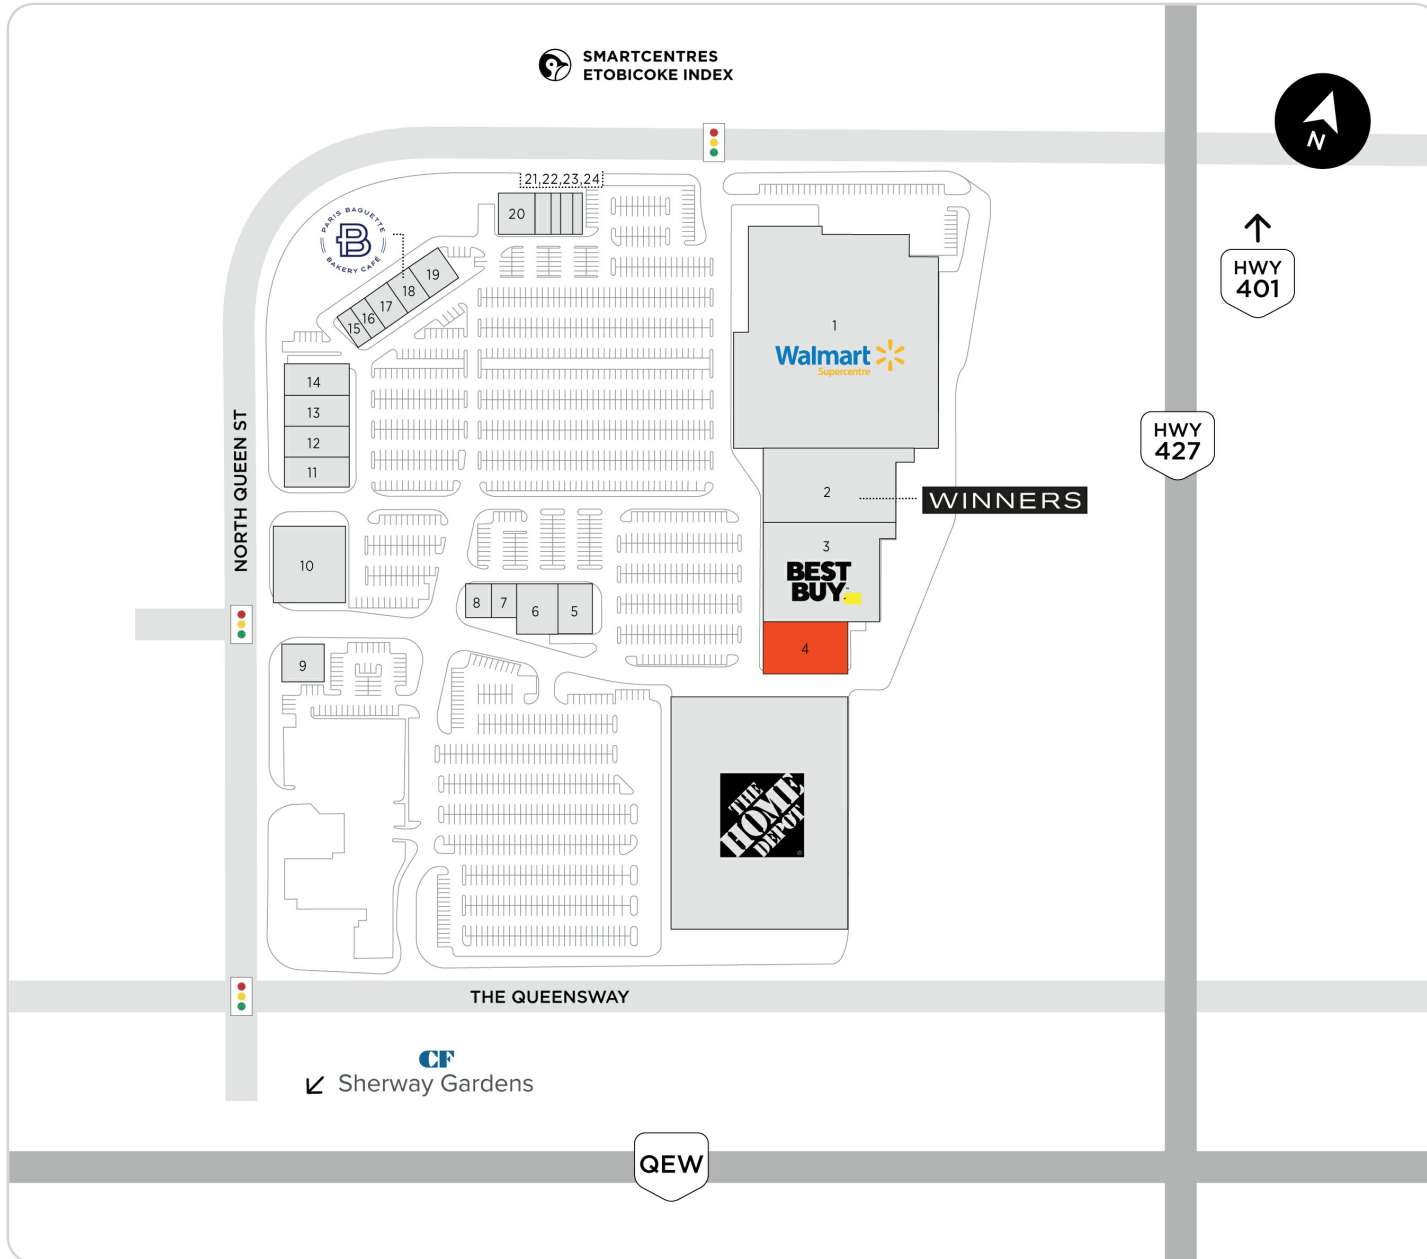 SMARTCENTRES
ETOBICOKE INDEX
N
21,22,23,24
20
PARIS BAGUETTE
B
BAKERY CAFÉ
19
18
17
16
15
HWY
401
1
Walmart
Supercentre
14
13
12
11
NORTH QUEEN ST
HWY
427
2
WINNERS
3
BEST
BUY
10
8
7
6
5
4
9
THE
HOME
DEPOT
THE QUEENSWAY
CF
Sherway Gardens
QEW